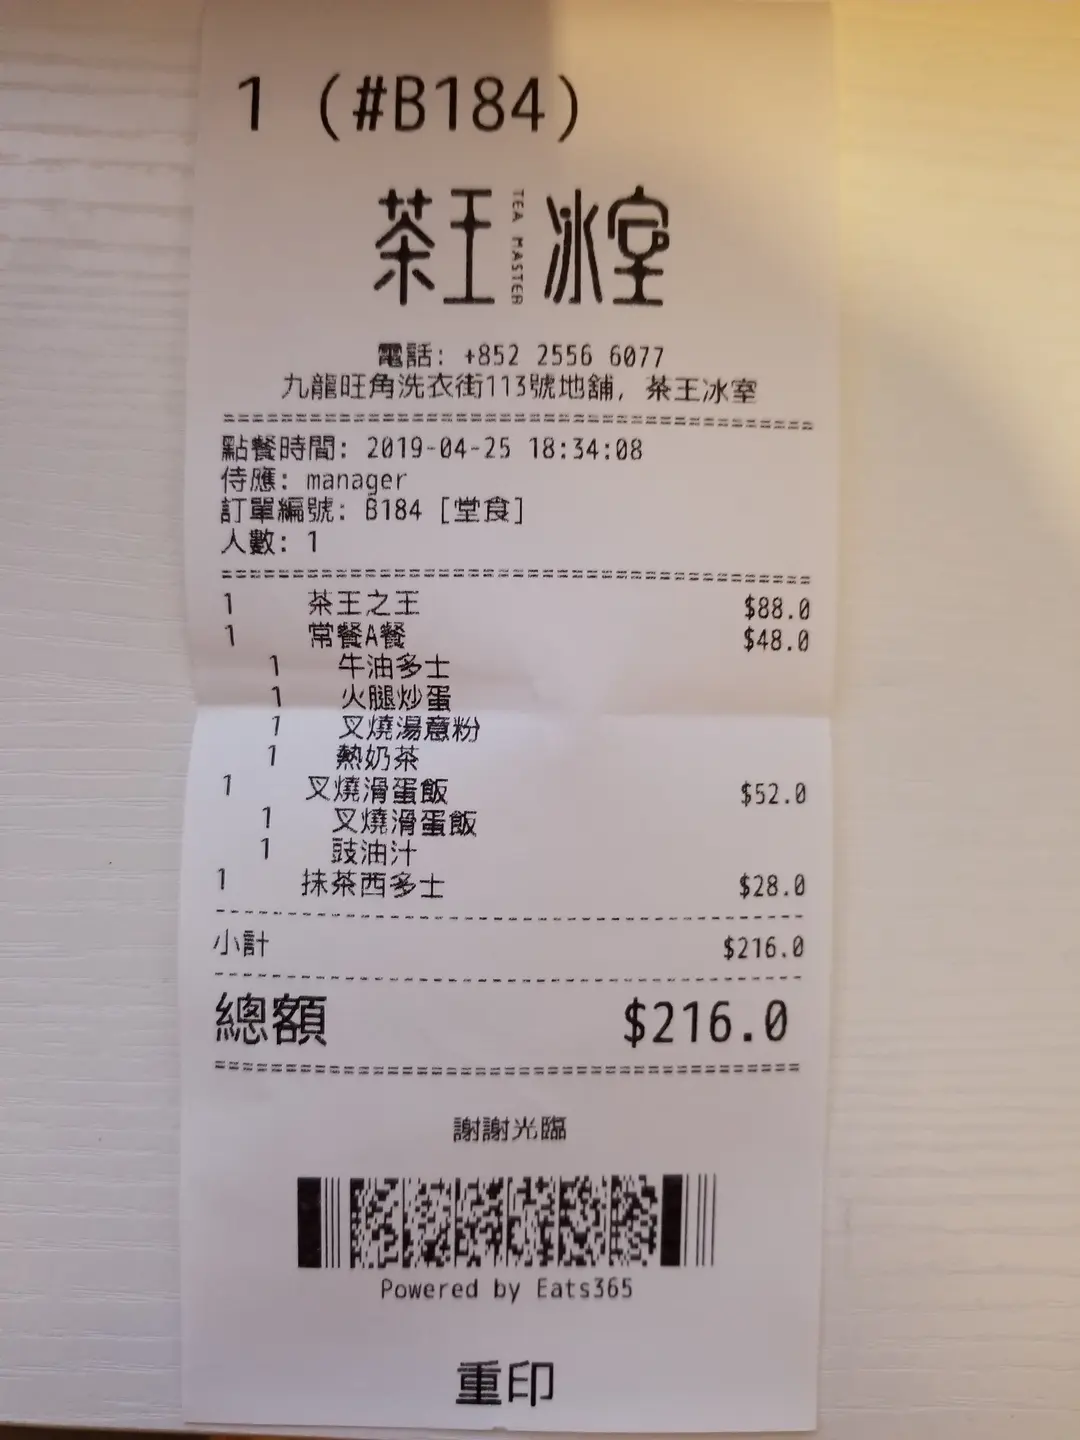 1 (#B184)
茶王 TEA MASTER 冰室
電話: +852 2556 6077
九龍旺角洗衣街113號地舖, 茶王冰室
點餐時間: 2019-04-25 18:34:08
侍應: manager
訂單編號: B184 [堂食]
人數: 1
1 茶王之王 $88.0
1 常餐A餐 $48.0
1 牛油多士
1 火腿炒蛋
1 叉燒湯意粉
1 熱奶茶
1 叉燒滑蛋飯 $52.0
1 叉燒滑蛋飯
1 豉油汁
1 抹茶西多士 $28.0
小計 $216.0
總額 $216.0
謝謝光臨
Powered by Eats365
重印